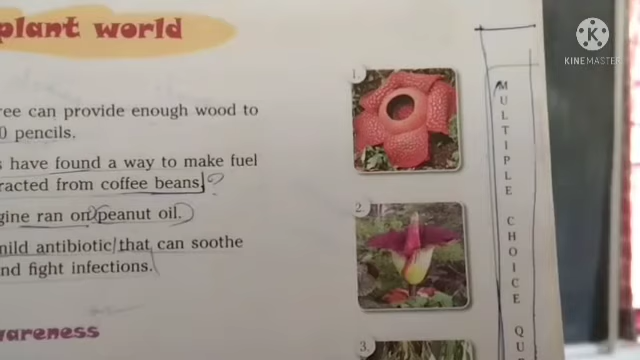 plant world
ree can provide enough wood to
0 pencils.
s have found a way to make fuel
racted from coffee beans?
gine ran on peanut oil.
nild antibiotic that can soothe
nd fight infections.
wareness
1.
2.
3.
MULTIPLE CHOICE QU
K
KINEMASTER